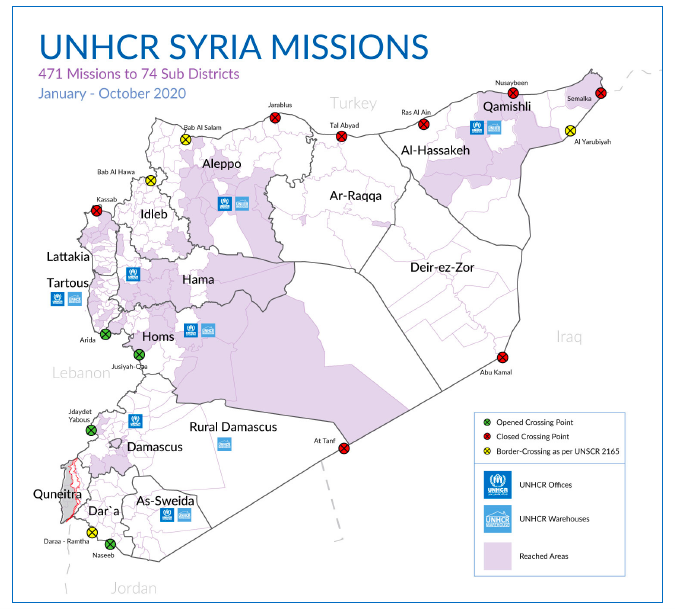 UNHCR SYRIA MISSIONS
471 Missions to 74 Sub Districts
January - October 2020
Turkey
Nusaybeen
Semalka
Qamishli
Jarablus
Ras Al Ain
Tal Abyad
Bab Al Salam
Al Yarubiyah
Al-Hassakeh
Aleppo
Bab Al Hawa
Ar-Raqqa
Kassab
Idleb
Lattakia
Deir-ez-Zor
Tartous
Hama
Homs
Arida
Iraq
Jusiyah-Qaa
Lebanon
Abu Kamal
Jdaydet
Yabous
Rural Damascus
At Tanf
Damascus
Quneitra
As-Sweida
Dar`a
Daraa - Ramtha
Naseeb
Jordan
Opened Crossing Point
Closed Crossing Point
Border-Crossing as per UNSCR 2165
UNHCR
UNHCR Offices
UNHCR Warehouses
Reached Areas